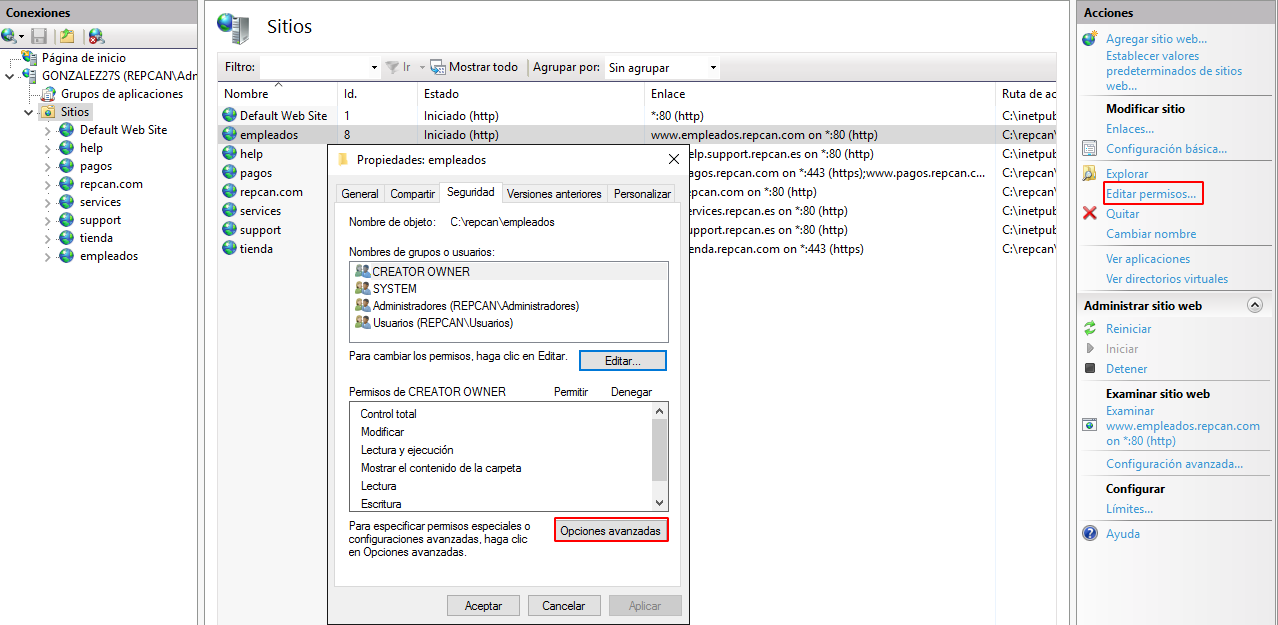 Conexiones
Página de inicio
GONZALEZ27S (REPCAN\Adn
Grupos de aplicaciones
Sitios
Default Web Site
help
pagos
repcan.com
services
support
tienda
empleados
Sitios
Filtro:
Ir
Mostrar todo
Agrupar por:
Sin agrupar
Nombre
Id.
Estado
Enlace
Ruta de ac
Default Web Site
1
Iniciado (http)
*:80 (http)
C:\inetpub
empleados
8
Iniciado (http)
www.empleados.repcan.com on *:80 (http)
C:\repcan\
help
elp.support.repcan.es on *:80 (http)
C:\inetpub
pagos
pagos.repcan.com on *:443 (https);www.pagos.repcan.c...
C:\repcan\
repcan.com
epcan.com on *:80 (http)
C:\inetpub
services
ervices.repcan.es on *:80 (http)
C:\inetpub
support
upport.repcan.es on *:80 (http)
C:\inetpub
tienda
enda.repcan.com on *:443 (https)
C:\repcan\
Propiedades: empleados
General
Compartir
Seguridad
Versiones anteriores
Personalizar
Nombre de objeto:
C:\repcan\empleados
Nombres de grupos o usuarios:
CREATOR OWNER
SYSTEM
Administradores (REPCAN\Administradores)
Usuarios (REPCAN\Usuarios)
Para cambiar los permisos, haga clic en Editar.
Editar...
Permisos de CREATOR OWNER
Permitir
Denegar
Control total
Modificar
Lectura y ejecución
Mostrar el contenido de la carpeta
Lectura
Escritura
Para especificar permisos especiales o
configuraciones avanzadas, haga clic
en Opciones avanzadas.
Opciones avanzadas
Aceptar
Cancelar
Aplicar
Acciones
Agregar sitio web...
Establecer valores
predeterminados de sitios
web...
Modificar sitio
Enlaces...
Configuración básica...
Explorar
Editar permisos...
Quitar
Cambiar nombre
Ver aplicaciones
Ver directorios virtuales
Administrar sitio web
Reiniciar
Iniciar
Detener
Examinar sitio web
Examinar
www.empleados.repcan.com
on *:80 (http)
Configuración avanzada...
Configurar
Límites...
Ayuda